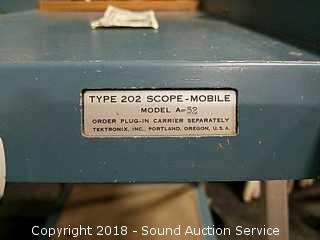 TYPE 202 SCOPE-MOBILE
MODEL A-52
ORDER PLUG-IN CARRIER SEPARATELY
TEKTRONIX, INC., PORTLAND, OREGON, U.S.A.
Copyright 2018 - Sound Auction Service